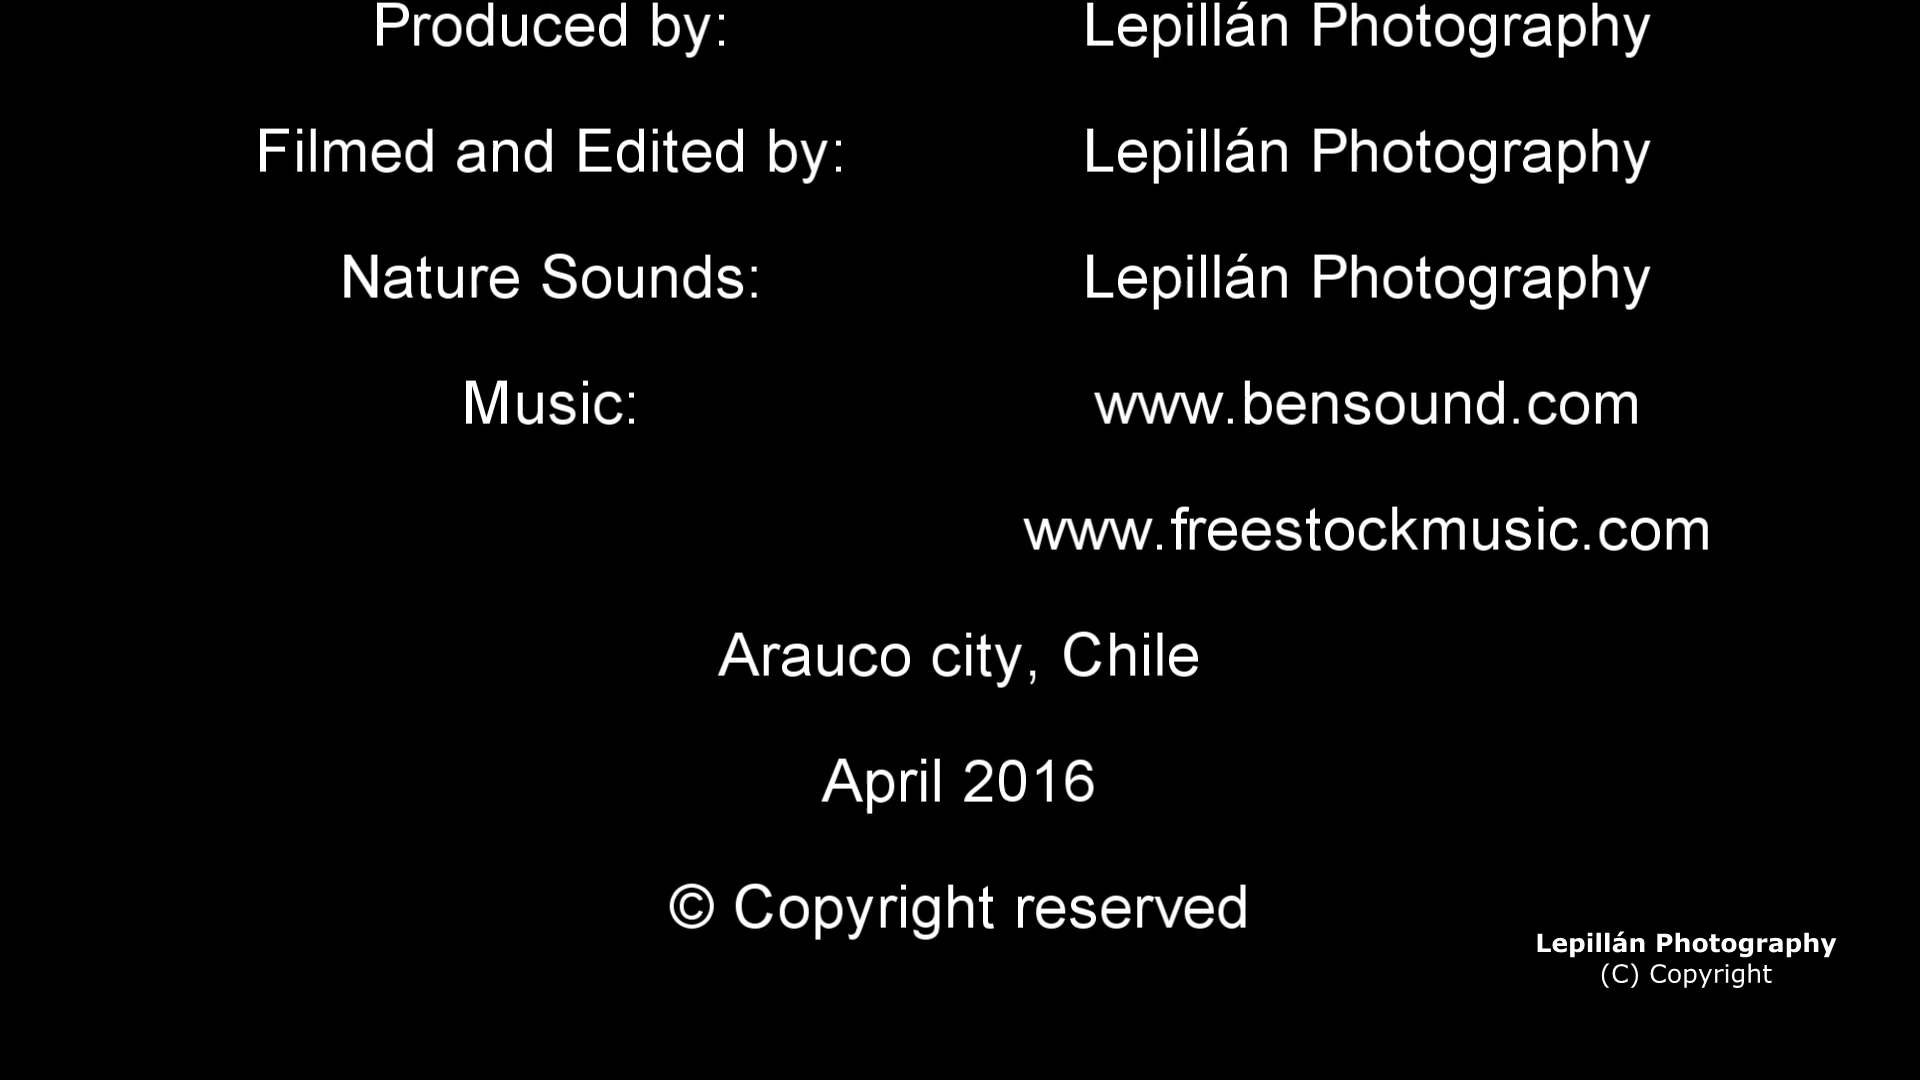 Produced by: Lepillán Photography
Filmed and Edited by: Lepillán Photography
Nature Sounds: Lepillán Photography
Music: www.bensound.com
www.freestockmusic.com
Arauco city, Chile
April 2016
© Copyright reserved
Lepillán Photography
(C) Copyright